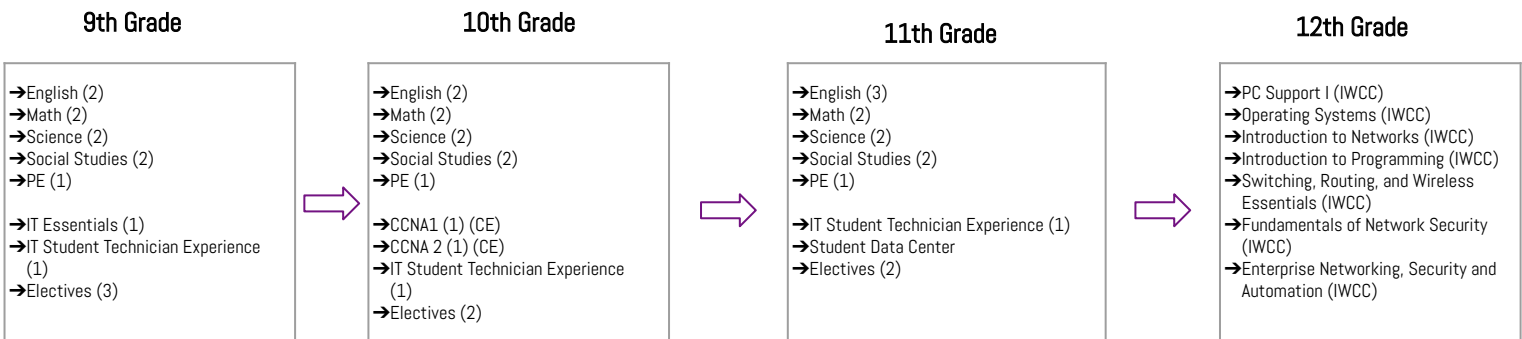 9th Grade
➔English (2)
➔Math (2)
➔Science (2)
➔Social Studies (2)
➔PE (1)
➔IT Essentials (1)
➔IT Student Technician Experience
(1)
➔Electives (3)
10th Grade
➔English (2)
➔Math (2)
➔Science (2)
➔Social Studies (2)
➔PE (1)
➔CCNA1 (1) (CE)
➔CCNA 2 (1) (CE)
➔IT Student Technician Experience
(1)
➔Electives (2)
11th Grade
➔English (3)
➔Math (2)
➔Science (2)
➔Social Studies (2)
➔PE (1)
➔IT Student Technician Experience (1)
➔Student Data Center
➔Electives (2)
12th Grade
➔PC Support I (IWCC)
➔Operating Systems (IWCC)
➔Introduction to Networks (IWCC)
➔Introduction to Programming (IWCC)
➔Switching, Routing, and Wireless
Essentials (IWCC)
➔Fundamentals of Network Security
(IWCC)
➔Enterprise Networking, Security and
Automation (IWCC)